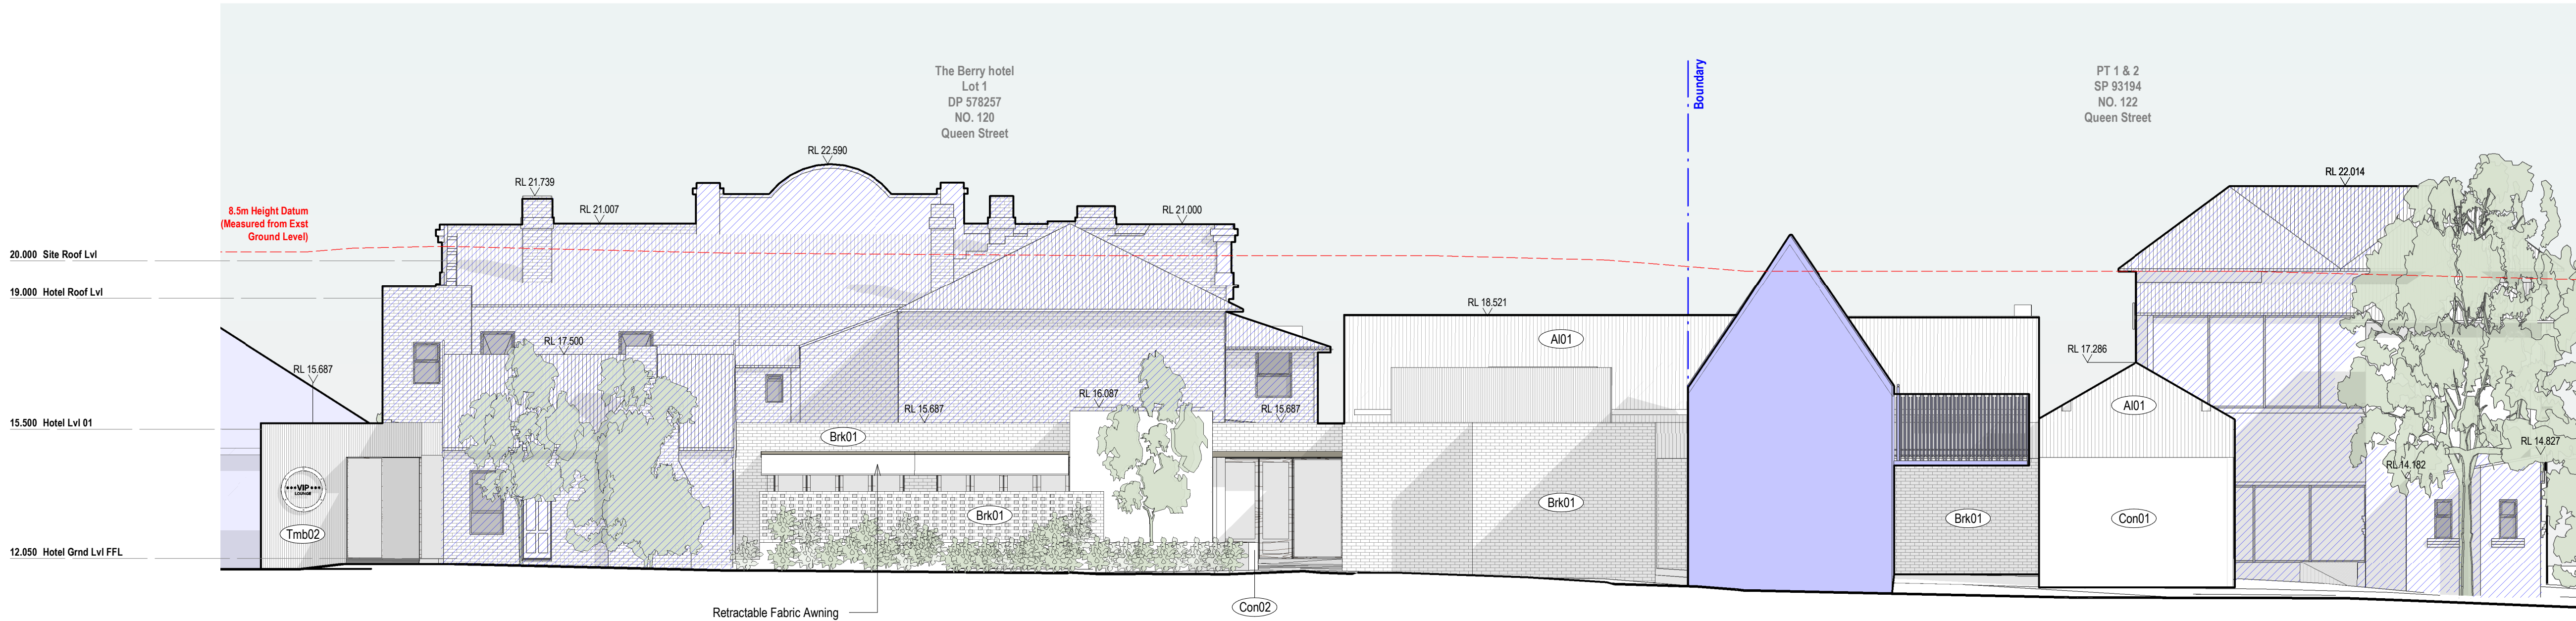 The Berry hotel
Lot 1
DP 578257
NO. 120
Queen Street
Boundary
PT 1 & 2
SP 93194
NO. 122
Queen Street
RL 22.590
RL 21.739
RL 21.007
RL 21.000
RL 22.014
8.5m Height Datum
(Measured from Exst
Ground Level)
20.000 Site Roof Lvl
19.000 Hotel Roof Lvl
RL 18.521
RL 17.500
Al01
RL 17.286
RL 15.687
RL 16.087
Al01
15.500 Hotel Lvl 01
RL 15.687
RL 15.687
Brk01
RL 14.827
RL 14.182
•••VIP•••
LOUNGE
Tmb02
Brk01
Brk01
Brk01
Con01
12.050 Hotel Grnd Lvl FFL
Retractable Fabric Awning
Con02